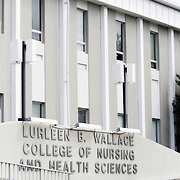 LURLEEN B. WALLACE
COLLEGE OF NURSING
AND HEALTH SCIENCES